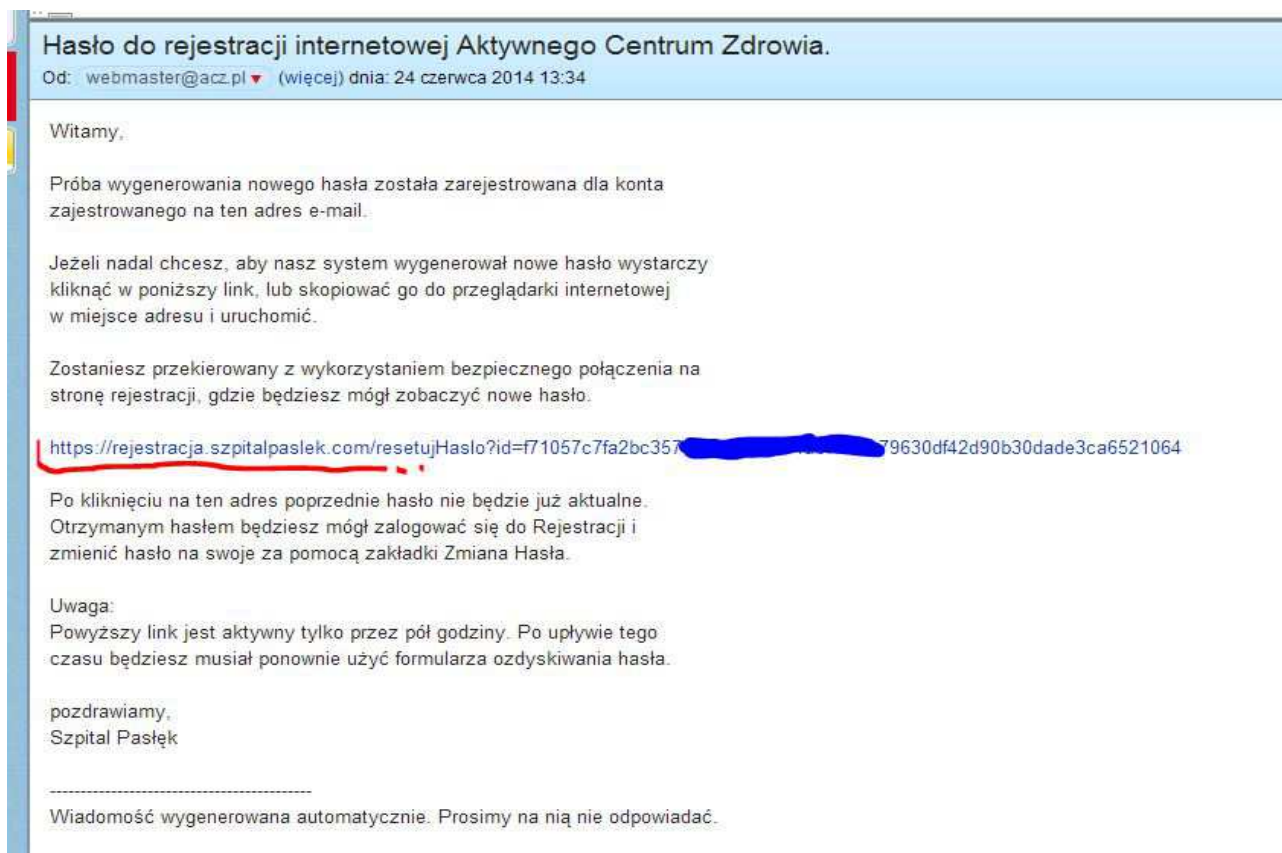 Hasło do rejestracji internetowej Aktywnego Centrum Zdrowia.
Od: webmaster@acz.pl (więcej) dnia: 24 czerwca 2014 13:34
Witamy,
Próba wygenerowania nowego hasła została zarejestrowana dla konta
zajestrowanego na ten adres e-mail.
Jeżeli nadal chcesz, aby nasz system wygenerował nowe hasło wystarczy
kliknąć w poniższy link, lub skopiować go do przeglądarki internetowej
w miejsce adresu i uruchomić.
Zostaniesz przekierowany z wykorzystaniem bezpiecznego połączenia na
stronę rejestracji, gdzie będziesz mógł zobaczyć nowe hasło.
https://rejestracja.szpitalpaslek.com/resetujHaslo?id=f71057c7fa2bc357 79630df42d90b30dade3ca6521064
Po kliknięciu na ten adres poprzednie hasło nie będzie już aktualne.
Otrzymanym hasłem będziesz mógł zalogować się do Rejestracji i
zmienić hasło na swoje za pomocą zakładki Zmiana Hasła.
Uwaga:
Powyższy link jest aktywny tylko przez pół godziny. Po upływie tego
czasu będziesz musiał ponownie użyć formularza ozdyskiwania hasła.
pozdrawiamy,
Szpital Pasłęk
------------------------------------------
Wiadomość wygenerowana automatycznie. Prosimy na nią nie odpowiadać.